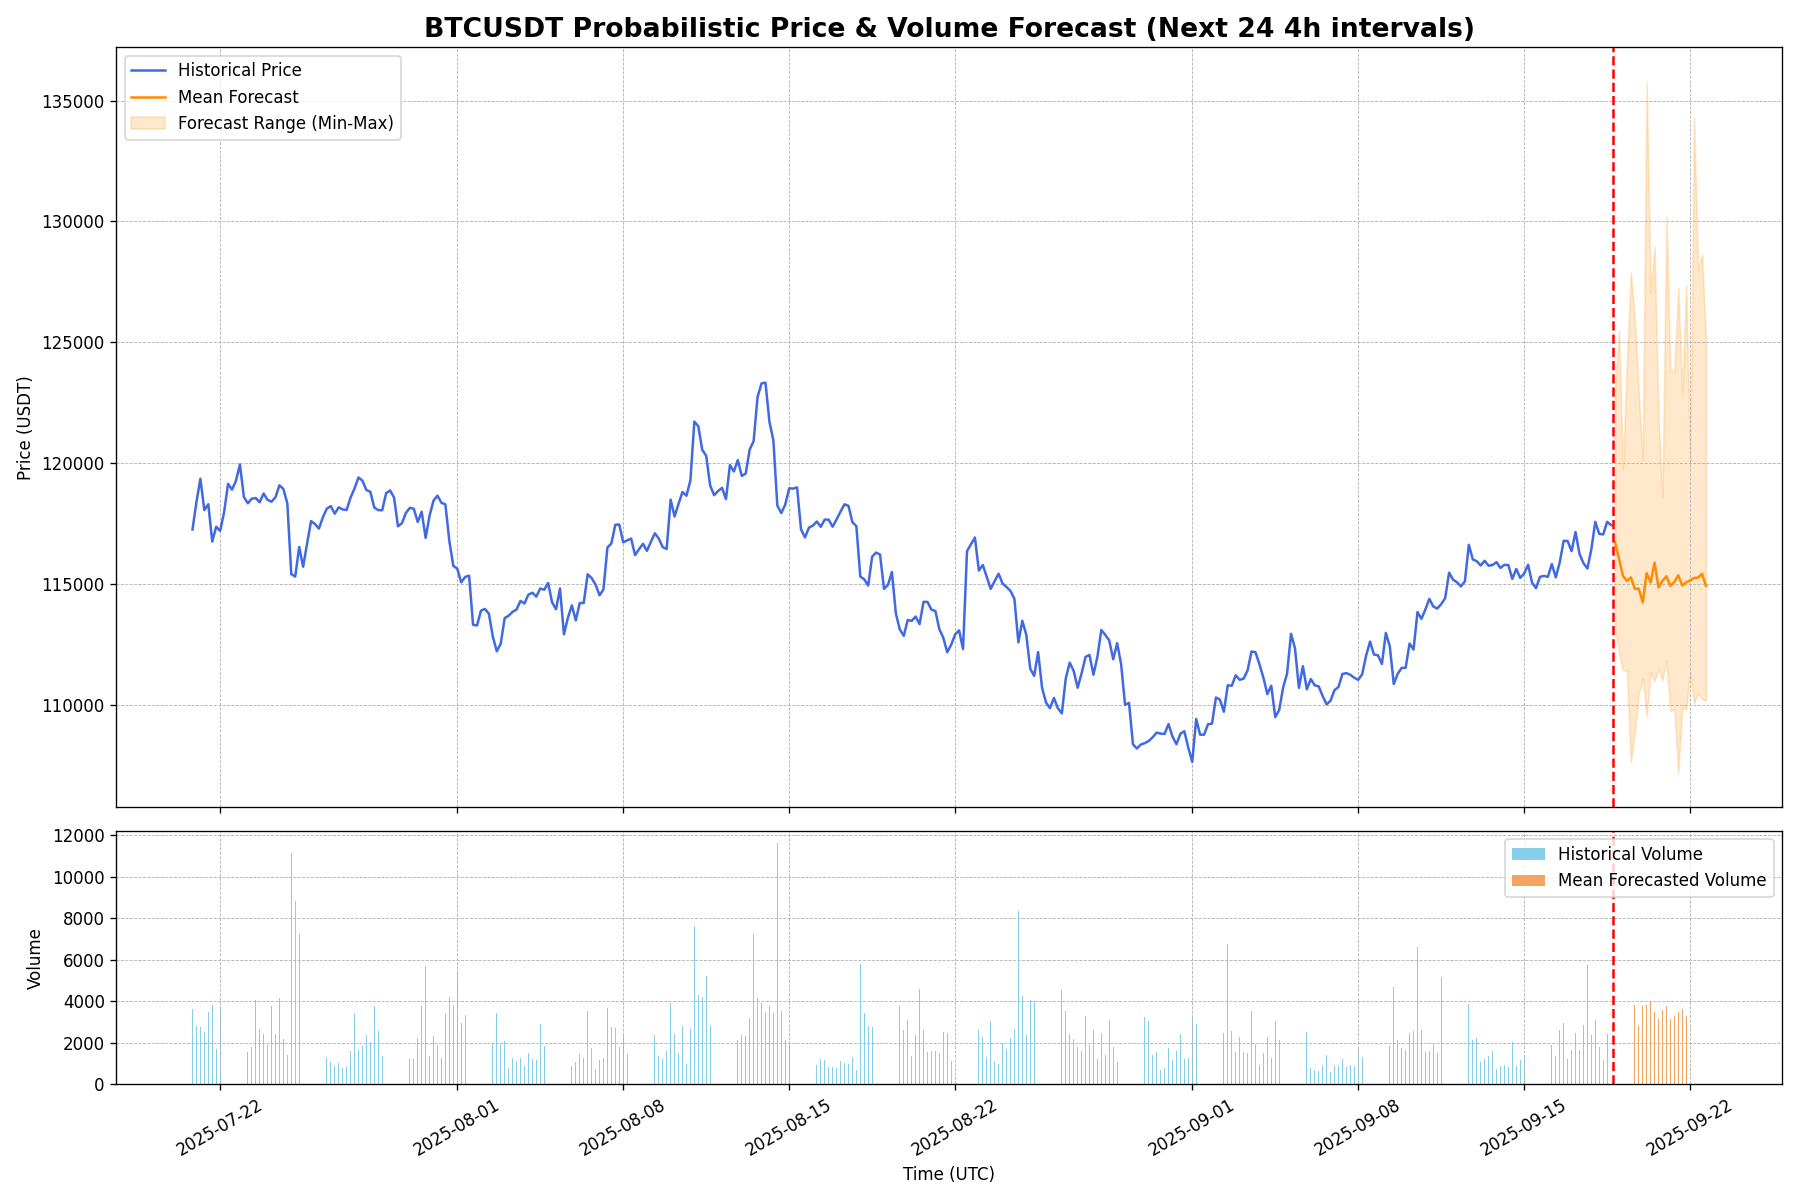 BTCUSDT Probabilistic Price & Volume Forecast (Next 24 4h intervals)
Historical Price
Mean Forecast
Forecast Range (Min-Max)
135000
130000
125000
120000
115000
110000
Price (USDT)
12000
10000
8000
6000
4000
2000
0
Volume
Historical Volume
Mean Forecasted Volume
2025-07-22
2025-08-01
2025-08-08
2025-08-15
2025-08-22
2025-09-01
2025-09-08
2025-09-15
2025-09-22
Time (UTC)